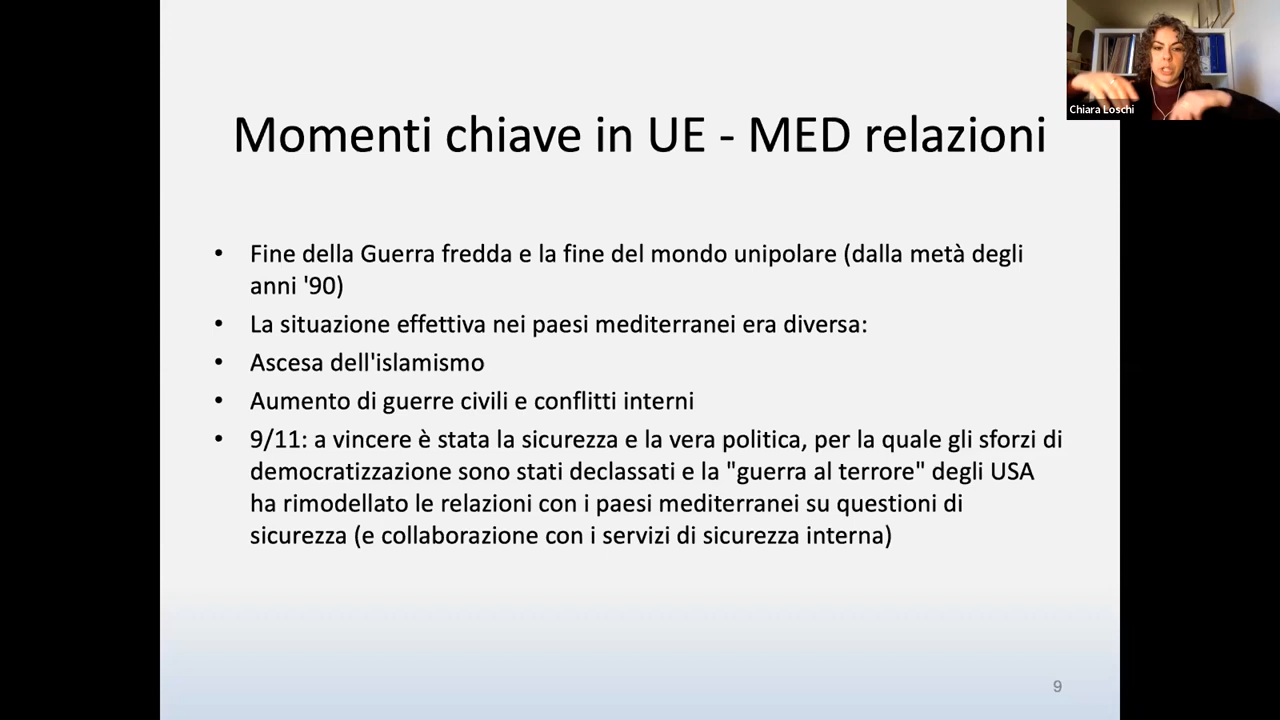 Chiara Loschi
Momenti chiave in UE - MED relazioni
• Fine della Guerra fredda e la fine del mondo unipolare (dalla metà degli
anni '90)
• La situazione effettiva nei paesi mediterranei era diversa:
• Ascesa dell'islamismo
• Aumento di guerre civili e conflitti interni
• 9/11: a vincere è stata la sicurezza e la vera politica, per la quale gli sforzi di
democratizzazione sono stati declassati e la "guerra al terrore" degli USA
ha rimodellato le relazioni con i paesi mediterranei su questioni di
sicurezza (e collaborazione con i servizi di sicurezza interna)
9